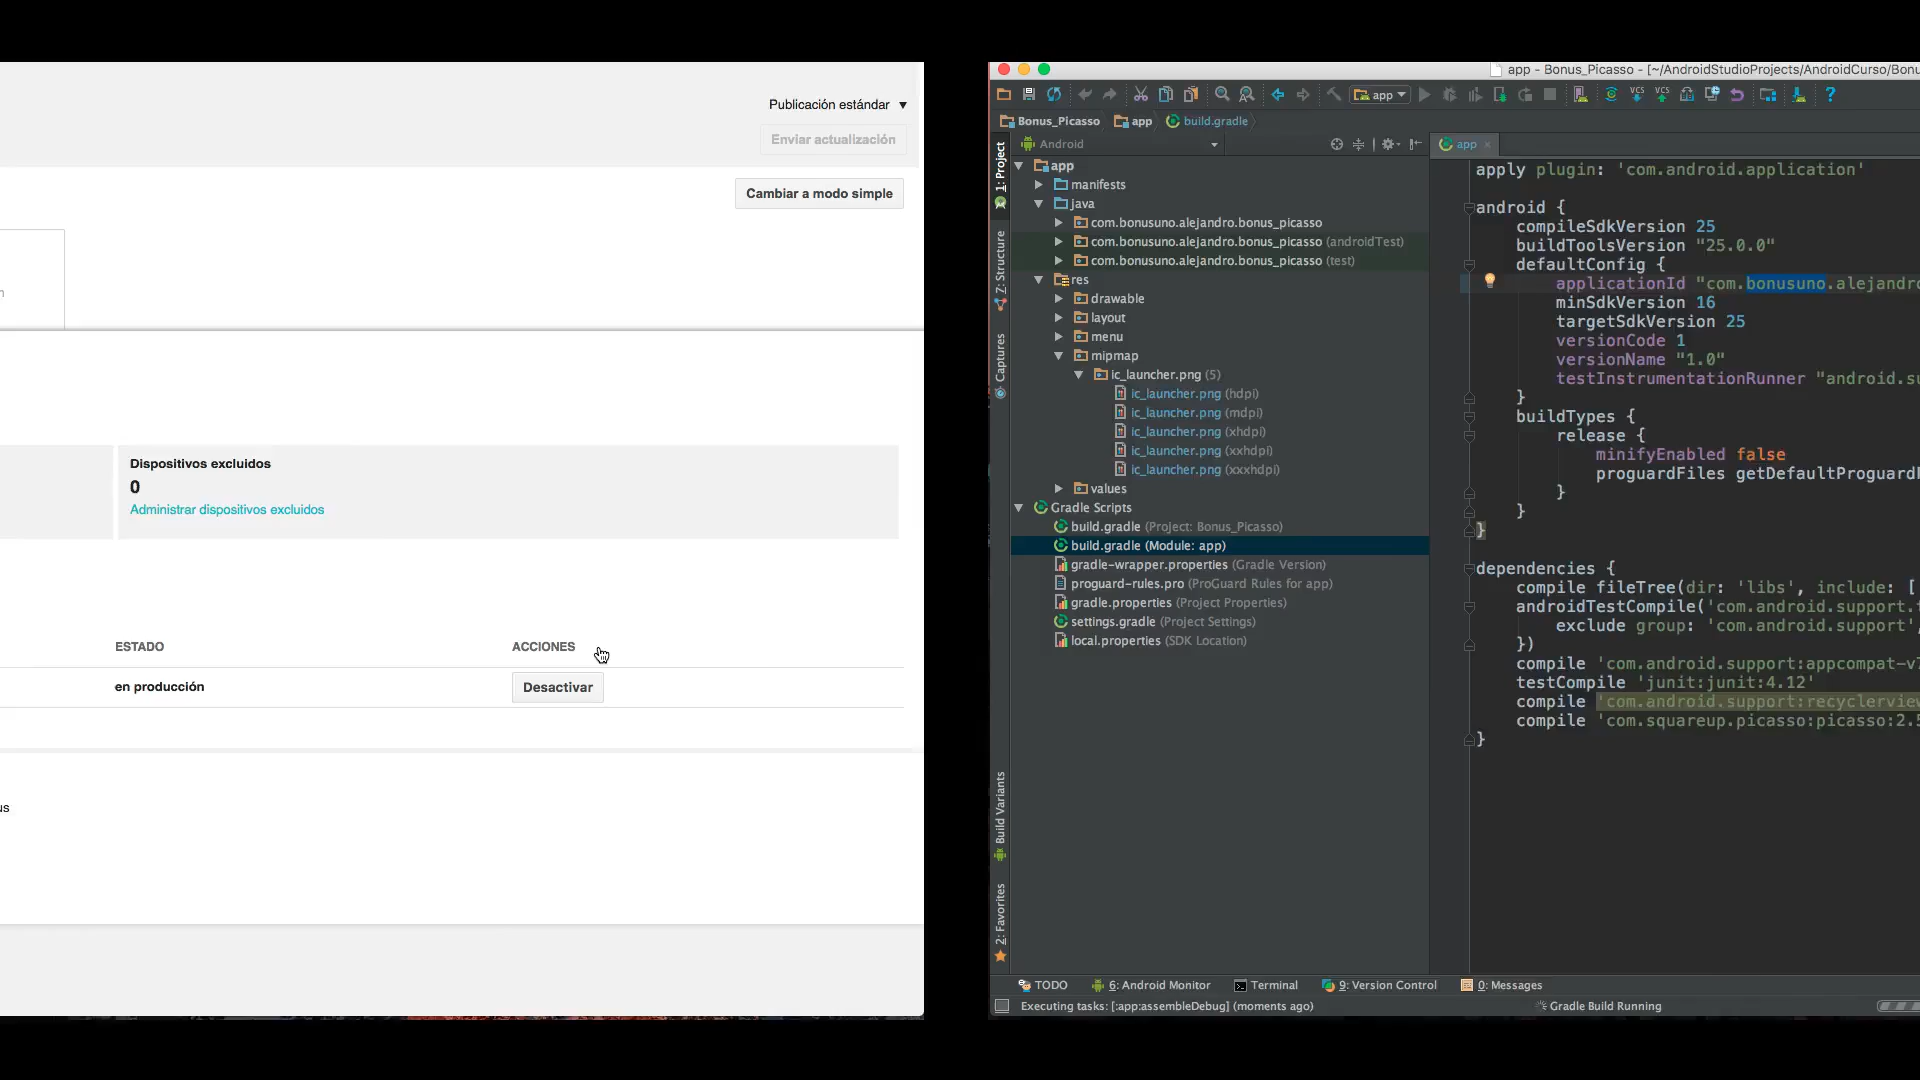 Publicación estándar
Enviar actualización
Cambiar a modo simple
Dispositivos excluidos
0
Administrar dispositivos excluidos
ESTADO
ACCIONES
en producción
Desactivar
us
app - Bonus_Picasso - [~/AndroidStudioProjects/AndroidCurso/Bonu
app
Bonus_Picasso
app
build.gradle
Android
1: Project
7: Structure
Captures
Build Variants
2: Favorites
app
manifests
java
com.bonusuno.alejandro.bonus_picasso
com.bonusuno.alejandro.bonus_picasso (androidTest)
com.bonusuno.alejandro.bonus_picasso (test)
res
drawable
layout
menu
mipmap
ic_launcher.png (5)
ic_launcher.png (hdpi)
ic_launcher.png (mdpi)
ic_launcher.png (xhdpi)
ic_launcher.png (xxhdpi)
ic_launcher.png (xxxhdpi)
values
Gradle Scripts
build.gradle (Project: Bonus_Picasso)
build.gradle (Module: app)
gradle-wrapper.properties (Gradle Version)
proguard-rules.pro (ProGuard Rules for app)
gradle.properties (Project Properties)
settings.gradle (Project Settings)
local.properties (SDK Location)
app
apply plugin: 'com.android.application'
android {
compileSdkVersion 25
buildToolsVersion "25.0.0"
defaultConfig {
applicationId "com.bonusuno.alejandro
minSdkVersion 16
targetSdkVersion 25
versionCode 1
versionName "1.0"
testInstrumentationRunner "android.su
}
buildTypes {
release {
minifyEnabled false
proguardFiles getDefaultProguardF
}
}
}
dependencies {
compile fileTree(dir: 'libs', include: [
androidTestCompile('com.android.support.t
exclude group: 'com.android.support',
})
compile 'com.android.support:appcompat-v7
testCompile 'junit:junit:4.12'
compile 'com.android.support:recyclerview
compile 'com.squareup.picasso:picasso:2.5
}
TODO
6: Android Monitor
Terminal
9: Version Control
0: Messages
Executing tasks: [:app:assembleDebug] (moments ago)
Gradle Build Running